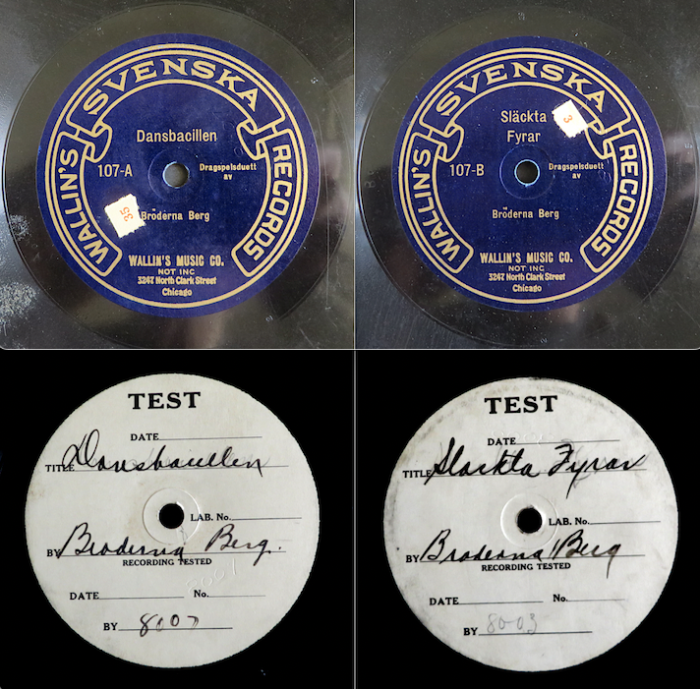 SVENSKA
WALLIN'S
RECORDS
Dansbacillen
107-A
Dragspelsduett
av
35
Bröderna Berg
WALLIN'S MUSIC CO.
NOT INC
3247 North Clark Street
Chicago
SVENSKA
WALLIN'S
RECORDS
Släckta
3
Fyrar
107-B
Dragspelsduett
av
Bröderna Berg
WALLIN'S MUSIC CO.
NOT INC
3247 North Clark Street
Chicago
TEST
DATE
TITLE Dansbacillen
LAB. No.
BY Broderna Berg.
RECORDING TESTED
DATE No.
BY
TEST
DATE
TITLE Slackta Fyrar
LAB. No.
BY Broderna Berg
RECORDING TESTED
DATE No.
BY 8003